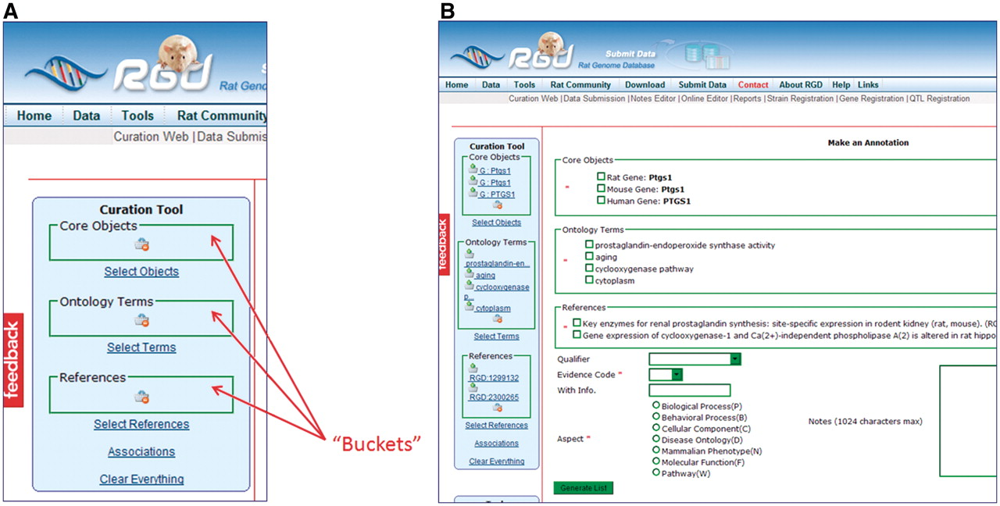 A
RGD
Rat Geno
Home Data Tools Rat Community
Curation Web |Data Submis
Curation Tool
Core Objects
Select Objects
Ontology Terms
Select Terms
References
Select References
Associations
Clear Everything
feedback
"Buckets"
B
RGD
Submit Data
Rat Genome Database
Home Data Tools Rat Community Download Submit Data Contact About RGD Help Links
Curation Web |Data Submission |Notes Editor |Online Editor |Reports |Strain Registration |Gene Registration |QTL Registration
feedback
Curation Tool
Core Objects
G : Ptgs1
G : Ptgs1
G : PTGS1
Select Objects
Ontology Terms
prostaglandin-en...
aging
cyclooxygenase
p...
cytoplasm
Select Terms
References
RGD:1299132
RGD:2300265
Select References
Associations
Clear Everything
Make an Annotation
Core Objects
*
Rat Gene: Ptgs1
Mouse Gene: Ptgs1
Human Gene: PTGS1
Ontology Terms
*
prostaglandin-endoperoxide synthase activity
aging
cyclooxygenase pathway
cytoplasm
References
*
Key enzymes for renal prostaglandin synthesis: site-specific expression in rodent kidney (rat, mouse). (RG
Gene expression of cyclooxygenase-1 and Ca(2+)-independent phospholipase A(2) is altered in rat hippo
Qualifier
Evidence Code *
With Info.
Aspect *
Biological Process(P)
Behavioral Process(B)
Cellular Component(C)
Disease Ontology(D)
Mammalian Phenotype(N)
Molecular Function(F)
Pathway(W)
Notes (1024 characters max)
Generate List